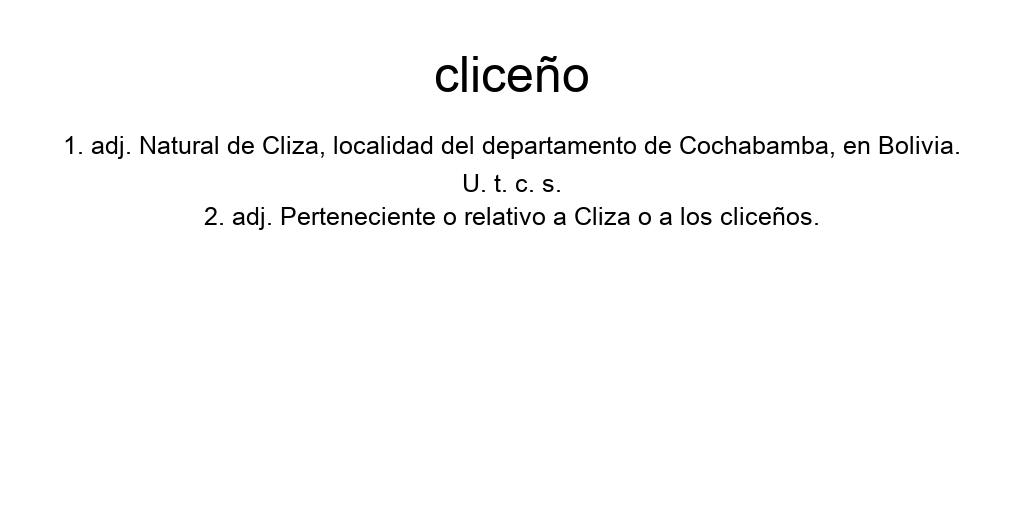 cliceño
1. adj. Natural de Cliza, localidad del departamento de Cochabamba, en Bolivia.
U. t. c. s.
2. adj. Perteneciente o relativo a Cliza o a los cliceños.